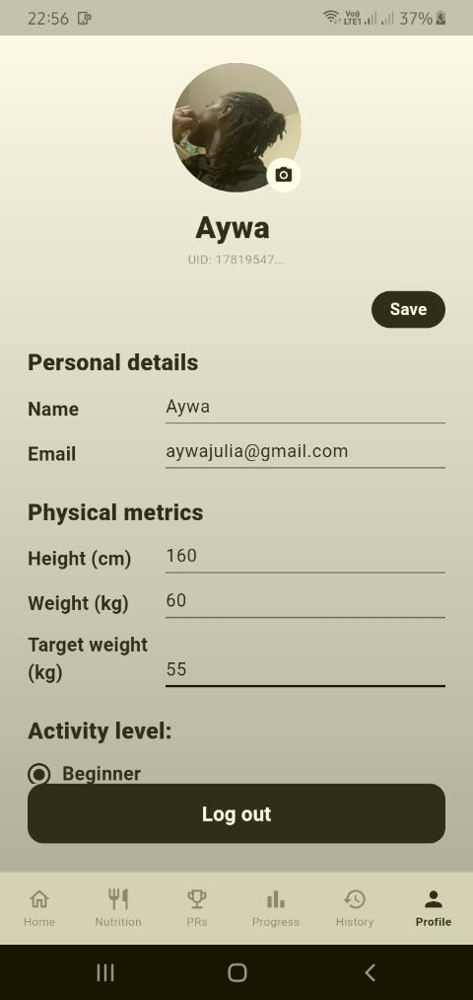 22:56 Vo)) LTE1 37%
Aywa
UID: 17819547...
Save
Personal details
Name Aywa
Email aywajulia@gmail.com
Physical metrics
Height (cm) 160
Weight (kg) 60
Target weight
(kg) 55
Activity level:
Beginner
Log out
Home Nutrition PRs Progress History Profile